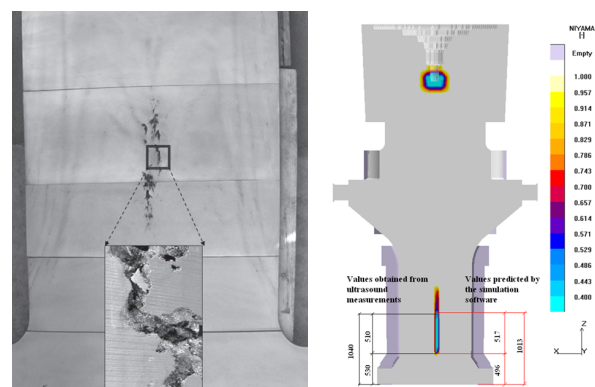 NIYAMA
H
Empty
1.000
0.957
0.914
0.871
0.829
0.786
0.743
0.700
0.657
0.614
0.571
0.529
0.486
0.443
0.400
Values obtained from
ultrasound
measurements
Values predicted by
the simulation
software
1040
510
530
517
496
1013
Z
X
Y